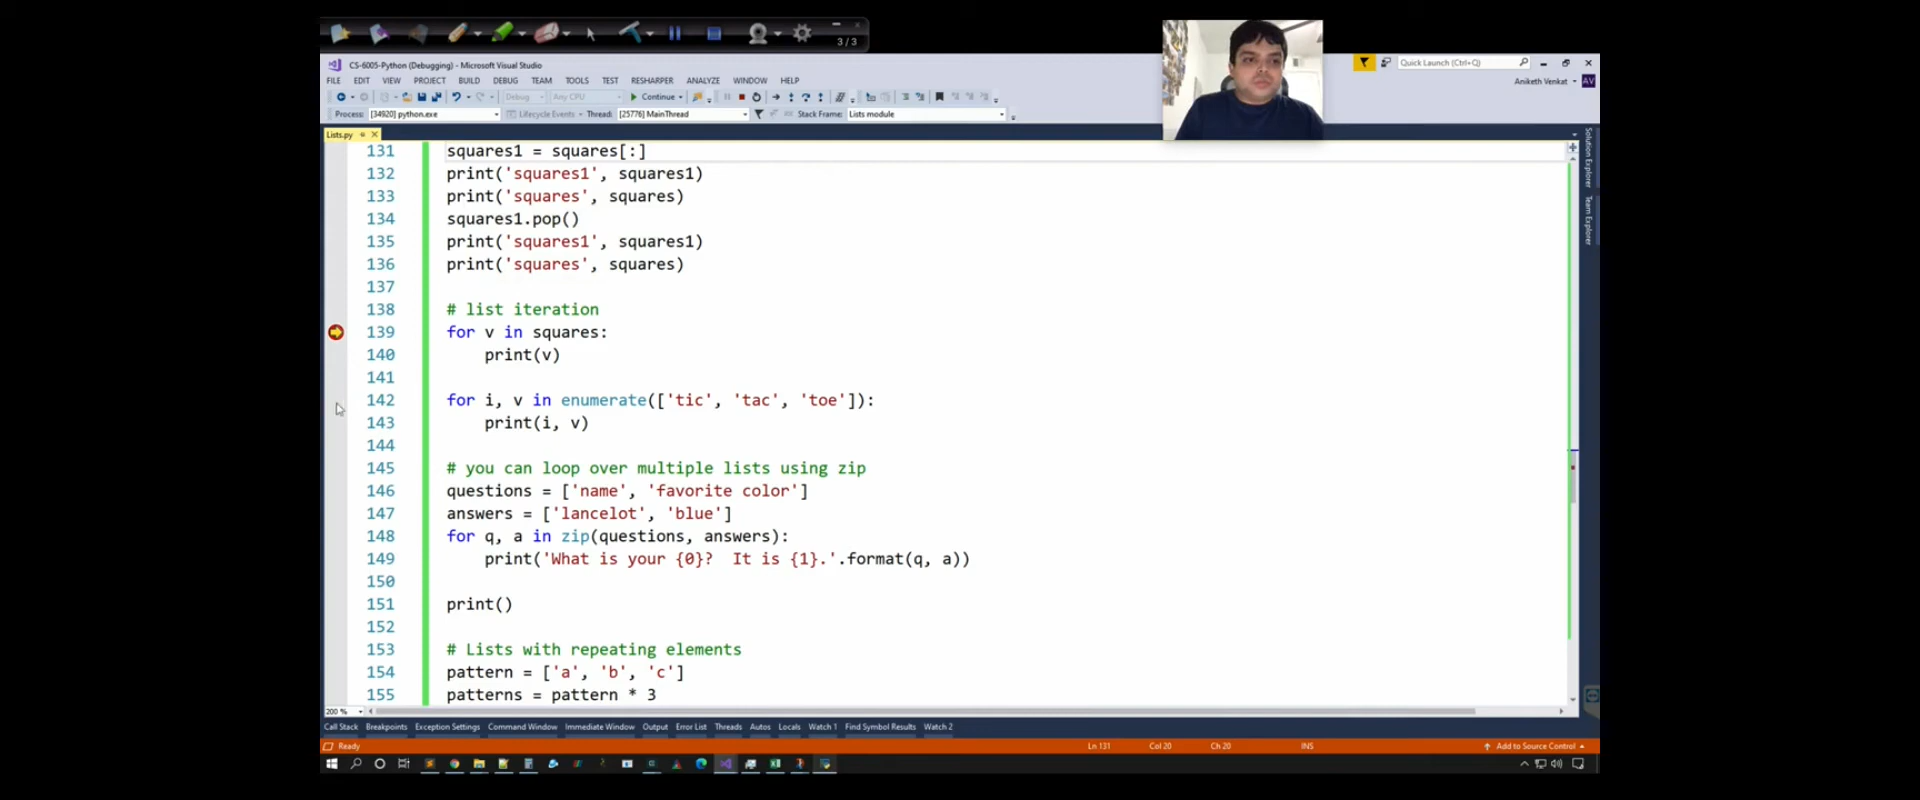 3/3
CS-6005-Python (Debugging) - Microsoft Visual Studio
Quick Launch (Ctrl+Q)
FILE EDIT VIEW PROJECT BUILD DEBUG TEAM TOOLS TEST RESHARPER ANALYZE WINDOW HELP
Aniketh Venkat AV
Debug Any CPU Continue
Process: [34920] python.exe Lifecycle Events Thread: [25776] MainThread Stack Frame: Lists module
Lists.py
131 squares1 = squares[:]
132 print('squares1', squares1)
133 print('squares', squares)
134 squares1.pop()
135 print('squares1', squares1)
136 print('squares', squares)
137
138 # list iteration
139 for v in squares:
140 print(v)
141
142 for i, v in enumerate(['tic', 'tac', 'toe']):
143 print(i, v)
144
145 # you can loop over multiple lists using zip
146 questions = ['name', 'favorite color']
147 answers = ['lancelot', 'blue']
148 for q, a in zip(questions, answers):
149 print('What is your {0}?  It is {1}.'.format(q, a))
150
151 print()
152
153 # Lists with repeating elements
154 pattern = ['a', 'b', 'c']
155 patterns = pattern * 3
Solution Explorer
Team Explorer
200 %
Call Stack Breakpoints Exception Settings Command Window Immediate Window Output Error List Threads Autos Locals Watch 1 Find Symbol Results Watch 2
Ready Ln 131 Col 20 Ch 20 INS Add to Source Control